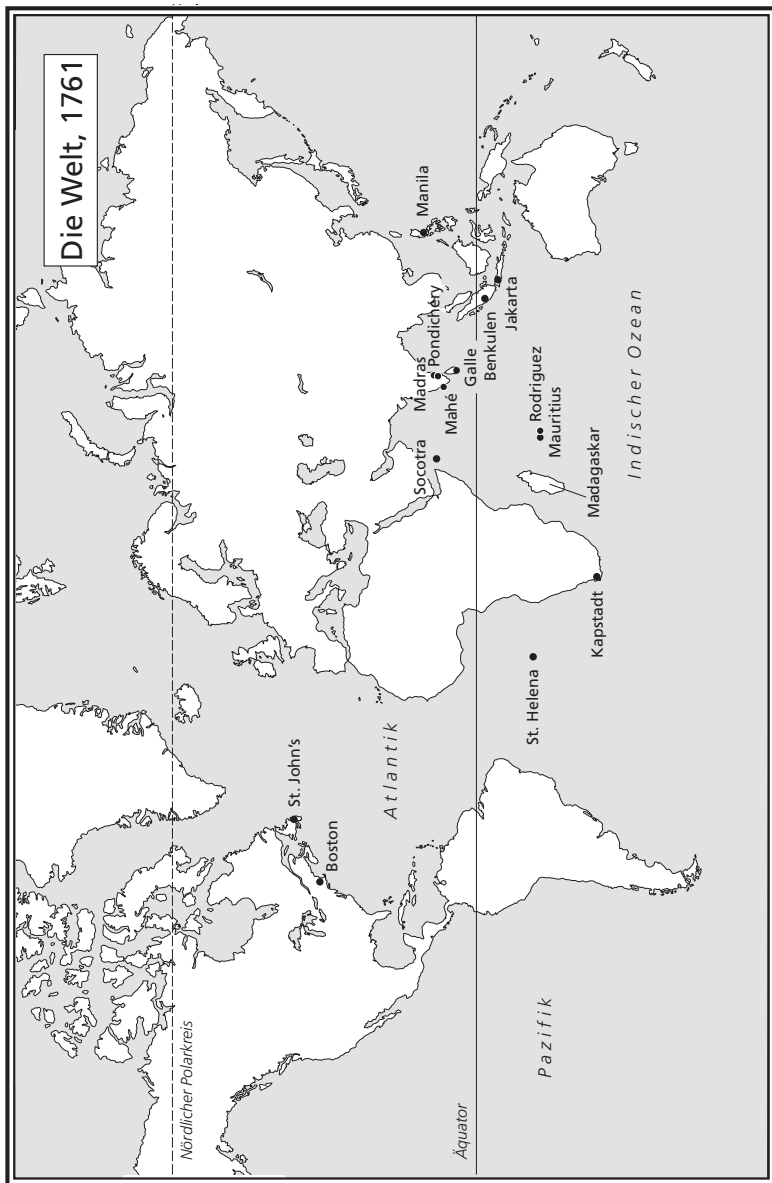 Die Welt, 1761
Nördlicher Polarkreis
St. John's
Boston
Atlantik
Manila
Madras
Pondichéry
Socotra
Mahé
Galle
Äquator
Benkulen
Jakarta
Rodriguez
Mauritius
Madagaskar
St. Helena
Kapstadt
Pazifik
Indischer Ozean